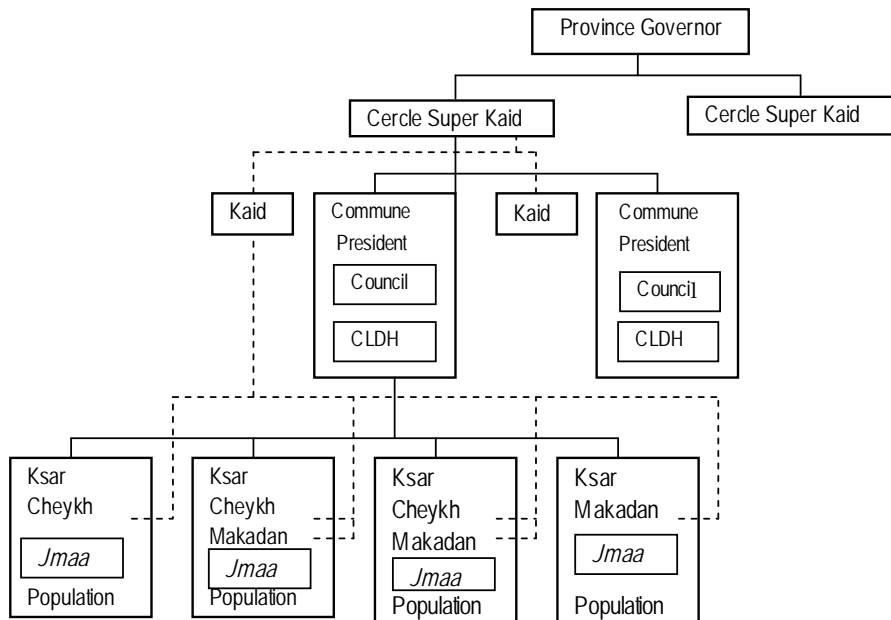 Province Governor
Cercle Super Kaid
Cercle Super Kaid
Kaid
Commune
President
Council
CLDH
Kaid
Commune
President
Council
CLDH
Ksar
Cheykh
Jmaa
Population
Ksar
Cheykh
Makadan
Jmaa
Population
Ksar
Cheykh
Makadan
Jmaa
Population
Ksar
Makadan
Jmaa
Population